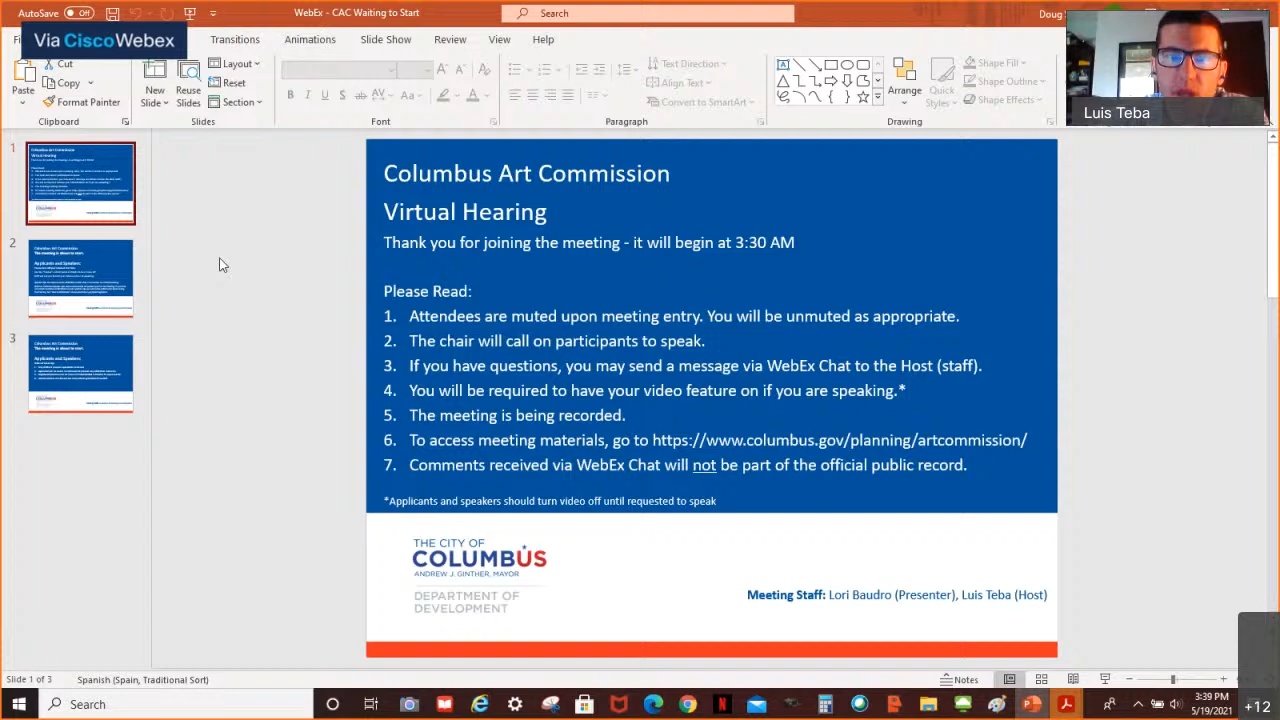 AutoSave Off
WebEx - CAC Waiting to Start
Search
Doug
Via CiscoWebex
Transitions Animations Slide Show Review View Help
Paste
Cut
Copy
Format Painter
Clipboard
New Slide
Reuse Slides
Layout
Reset
Section
Slides
Font
Text Direction
Align Text
Convert to SmartArt
Paragraph
Arrange
Quick Styles
Shape Fill
Shape Outline
Shape Effects
Drawing
Luis Teba
1
2
3
Columbus Art Commission
Virtual Hearing
Thank you for joining the meeting - it will begin at 3:30 AM
Please Read:
1. Attendees are muted upon meeting entry. You will be unmuted as appropriate.
2. The chair will call on participants to speak.
3. If you have questions, you may send a message via WebEx Chat to the Host (staff).
4. You will be required to have your video feature on if you are speaking.*
5. The meeting is being recorded.
6. To access meeting materials, go to https://www.columbus.gov/planning/artcommission/
7. Comments received via WebEx Chat will not be part of the official public record.
*Applicants and speakers should turn video off until requested to speak
THE CITY OF
COLUMBUS
ANDREW J. GINTHER, MAYOR
DEPARTMENT OF
DEVELOPMENT
Meeting Staff: Lori Baudro (Presenter), Luis Teba (Host)
Slide 1 of 3
Spanish (Spain, Traditional Sort)
Notes
Search
3:39 PM
5/19/2021
+12